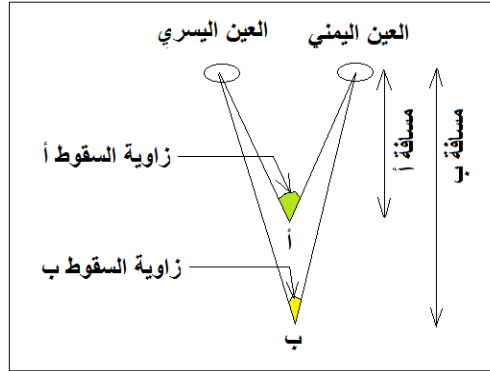 العين اليمني
العين اليسري
مسافة أ
مسافة ب
زاوية السقوط أ
أ
زاوية السقوط ب
ب